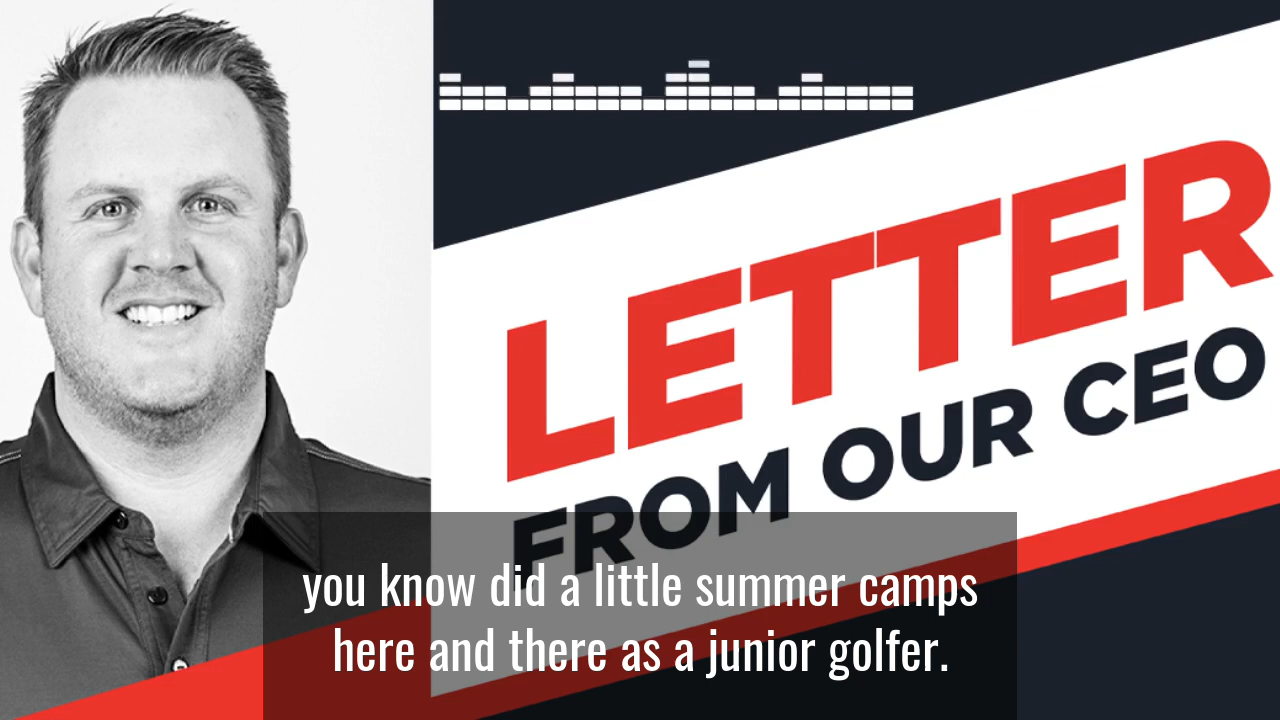 LETTER
FROM OUR CEO
you know did a little summer camps
here and there as a junior golfer.